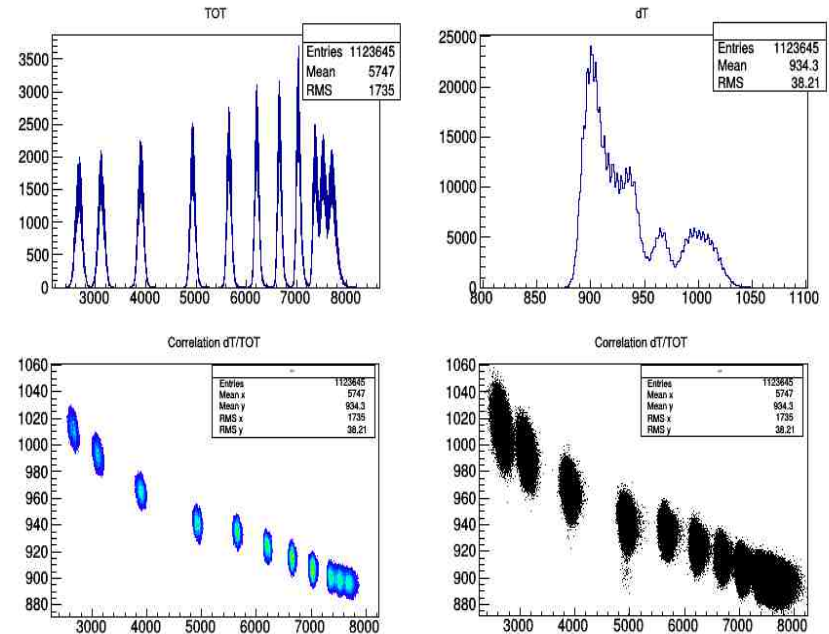 TOT
Entries 1123645
Mean 5747
RMS 1735
3500
3000
2500
2000
1500
1000
500
0
3000 4000 5000 6000 7000 8000
dT
Entries 1123645
Mean 934.3
RMS 38.21
25000
20000
15000
10000
5000
0
800 850 900 950 1000 1050 1100
Correlation dT/TOT
Entries 1123645
Mean x 5747
Mean y 934.3
RMS x 1735
RMS y 38.21
1060
1040
1020
1000
980
960
940
920
900
880
3000 4000 5000 6000 7000 8000
Correlation dT/TOT
Entries 1123645
Mean x 5747
Mean y 934.3
RMS x 1735
RMS y 38.21
1060
1040
1020
1000
980
960
940
920
900
880
3000 4000 5000 6000 7000 8000